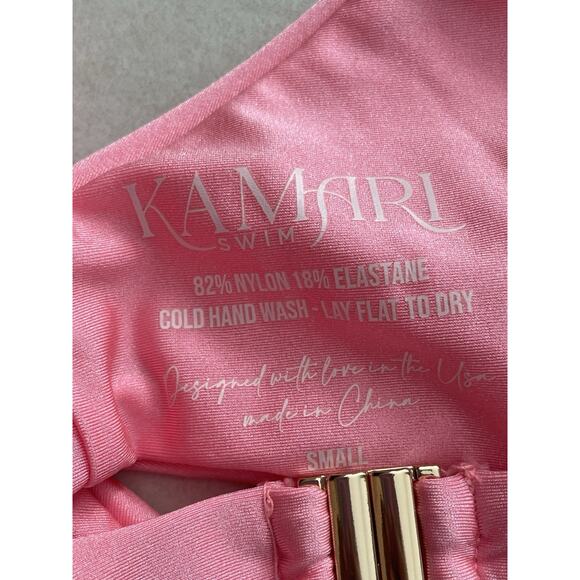 KAMARI
SWIM
82% NYLON 18% ELASTANE
COLD HAND WASH - LAY FLAT TO DRY
Designed with love in the Usa
made in China
SMALL